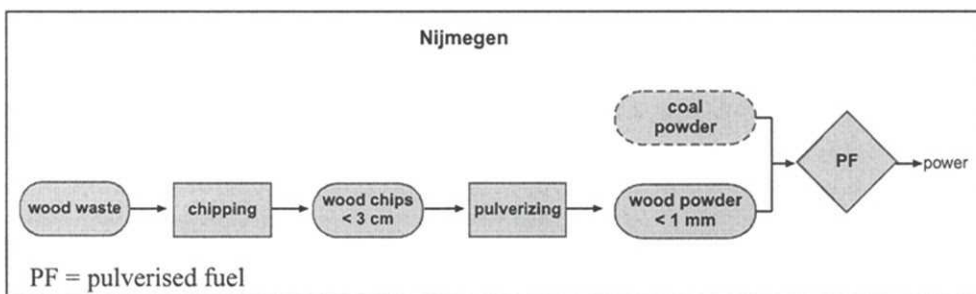 Nijmegen
coal
powder
PF
power
wood waste
chipping
wood chips
< 3 cm
pulverizing
wood powder
< 1 mm
PF = pulverised fuel